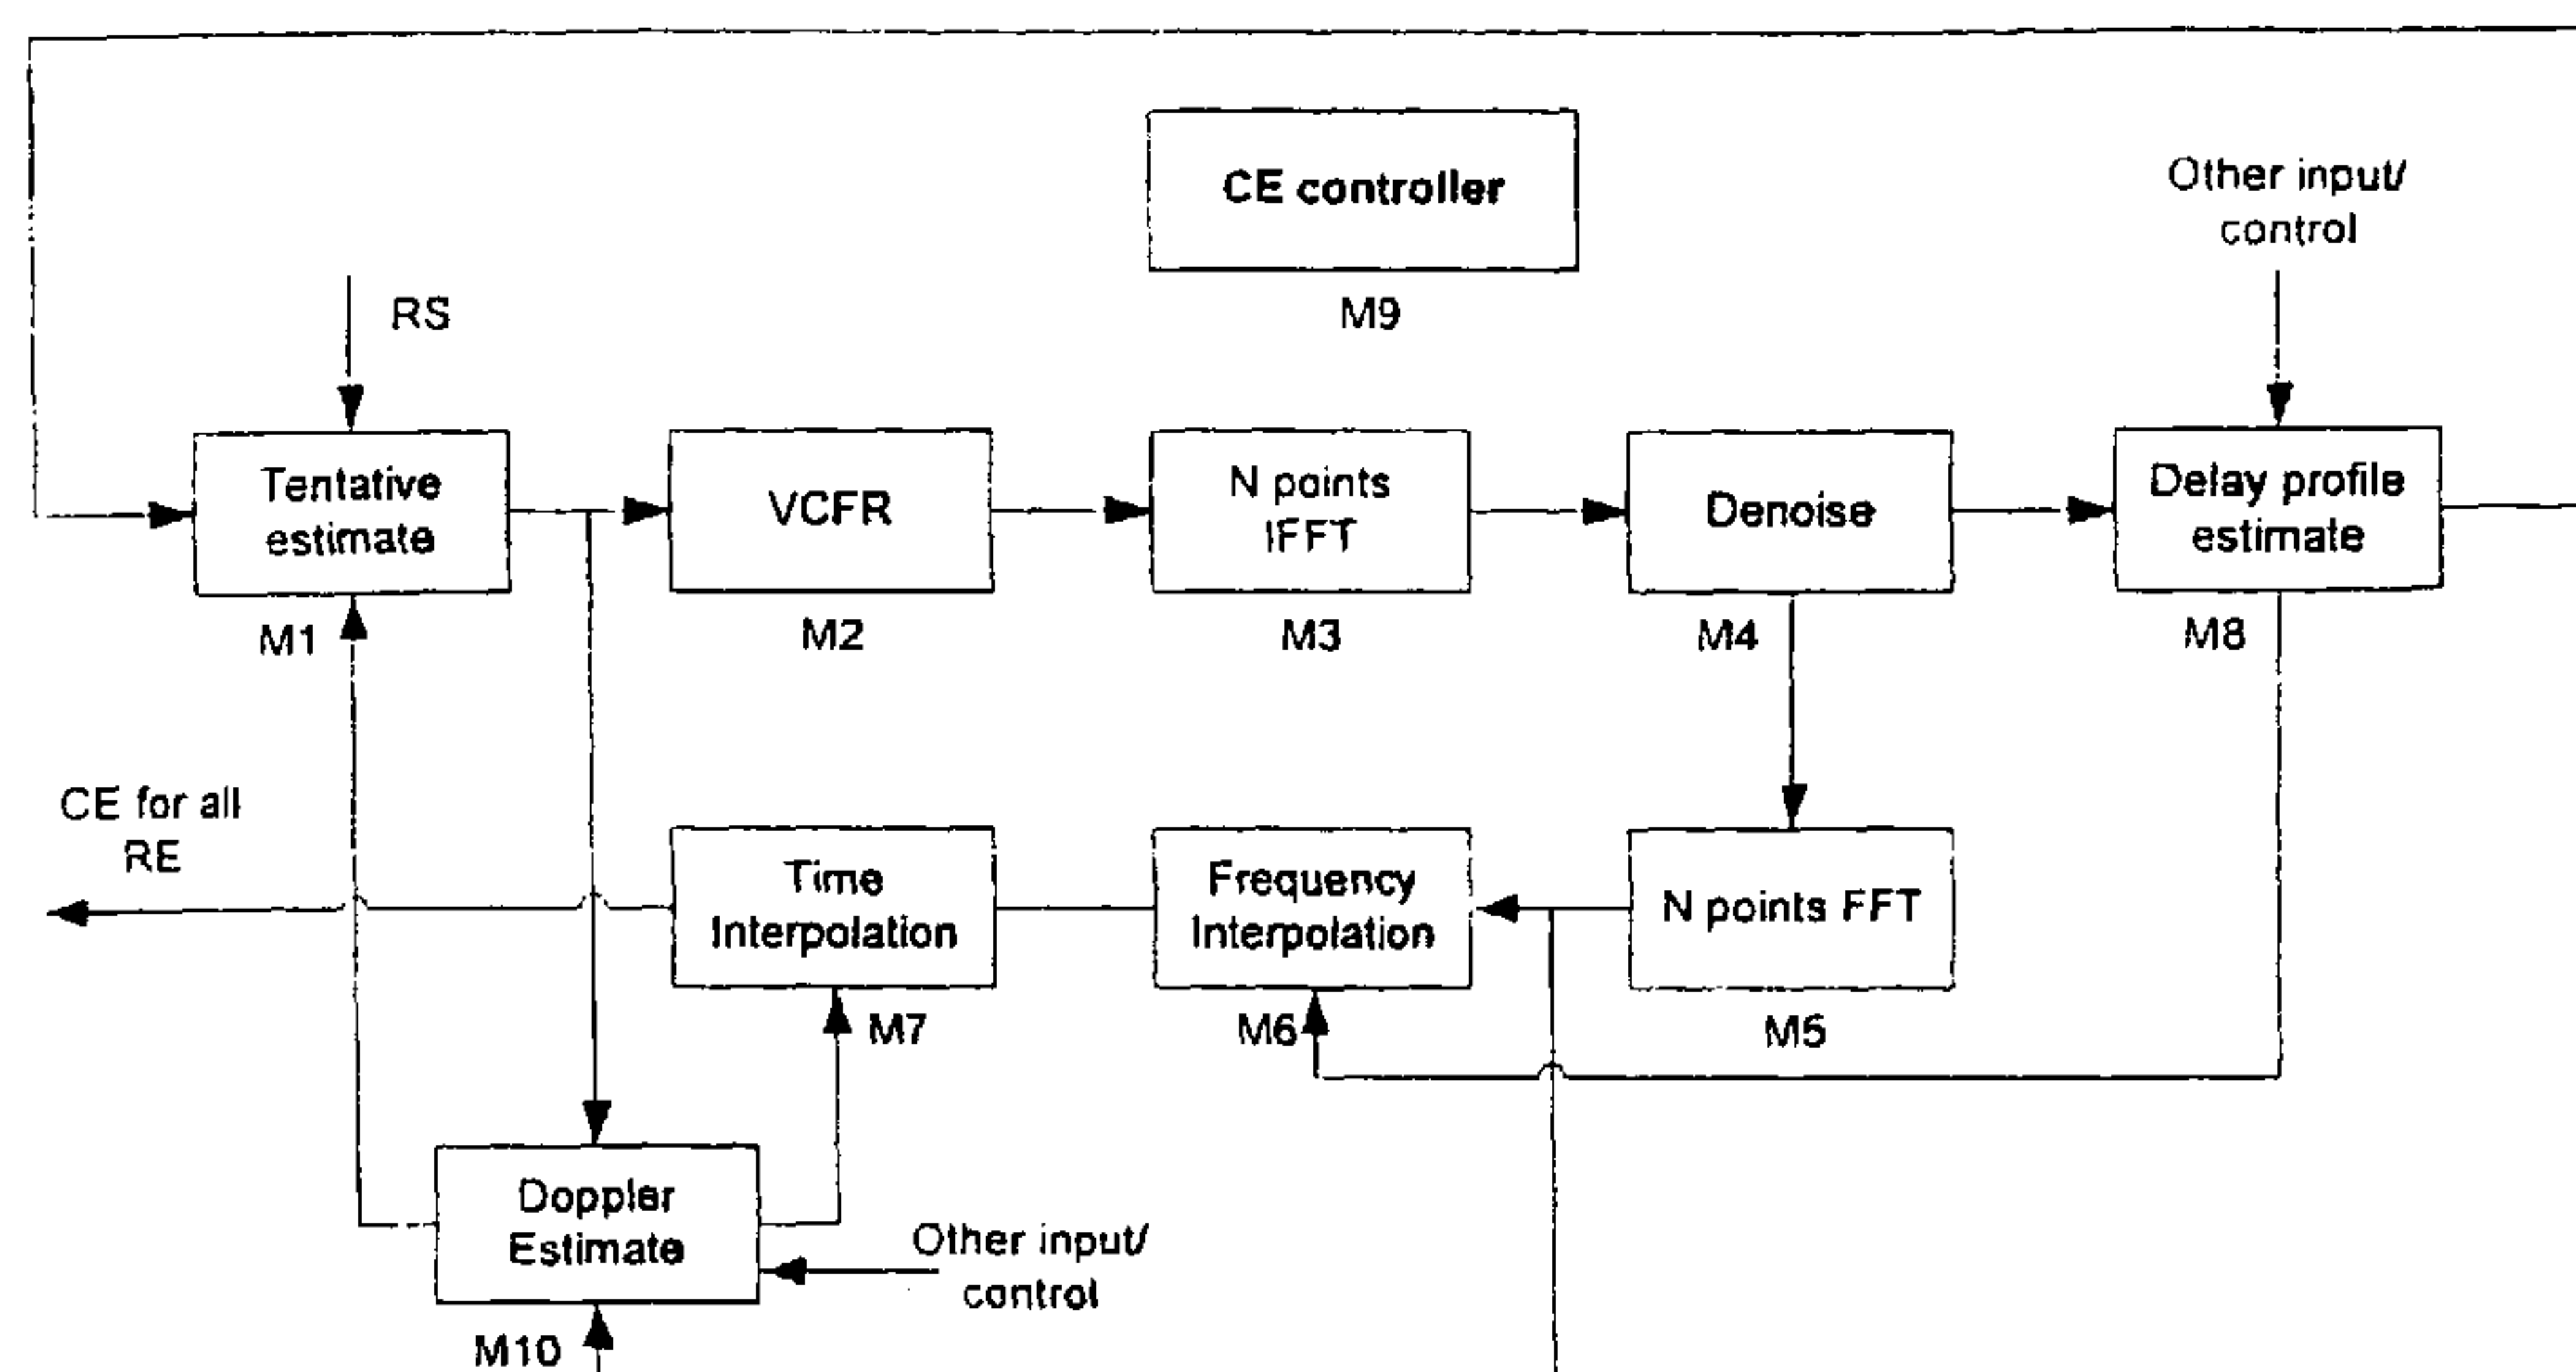 CE controller
M9
Other input/
control
RS
Tentative
estimate
M1
VCFR
M2
N points
IFFT
M3
Denoise
M4
Delay profile
estimate
M8
CE for all
RE
Time
Interpolation
M7
Frequency
Interpolation
M6
N points FFT
M5
Doppler
Estimate
M10
Other input/
control